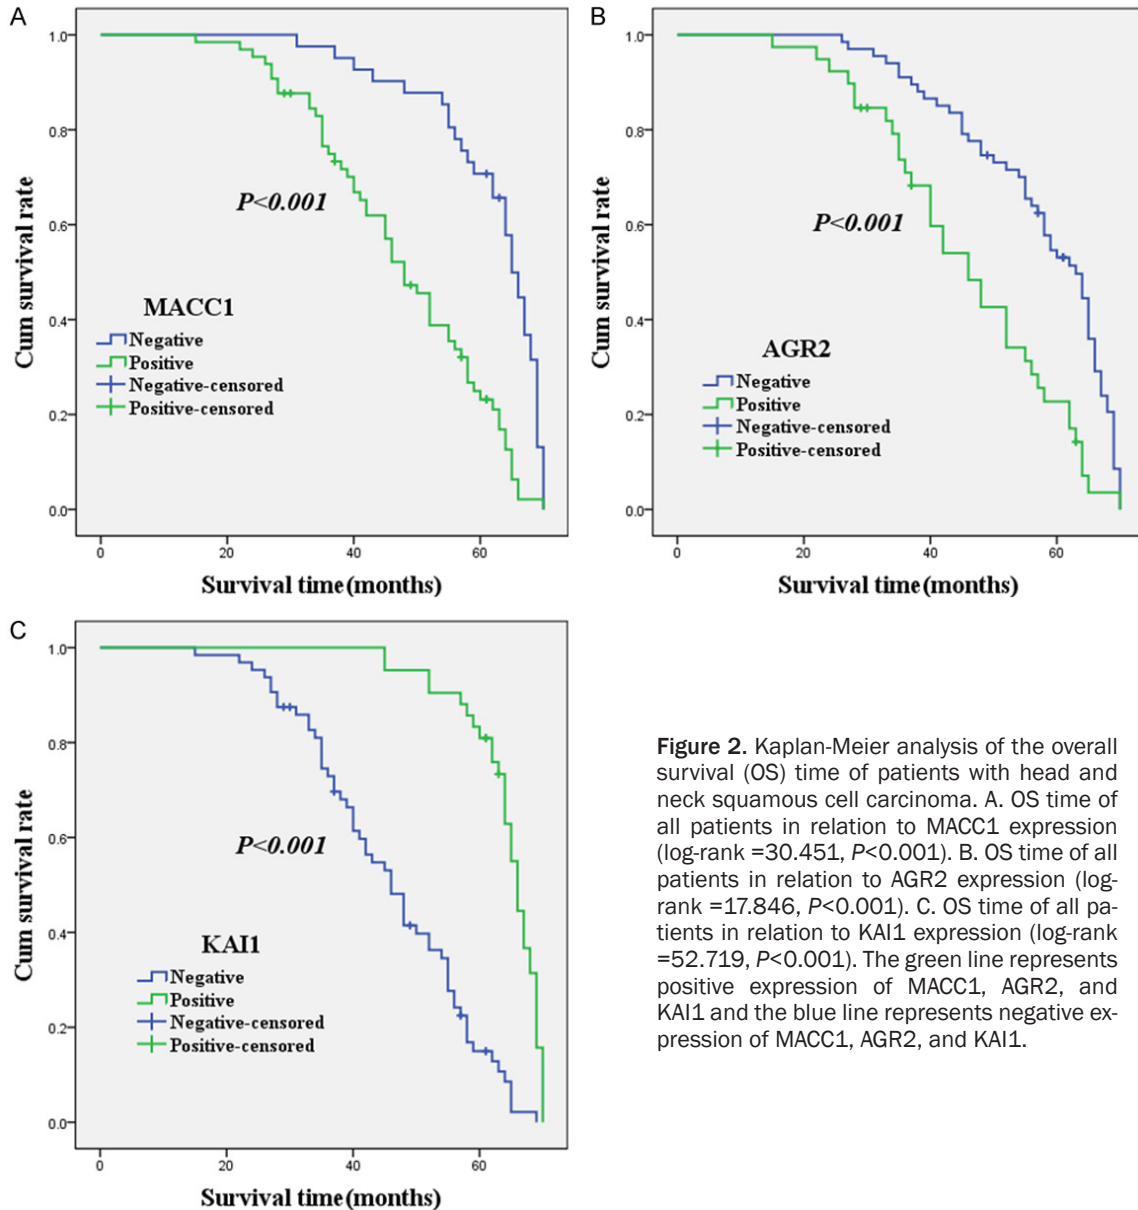 A
1.0
0.8
0.6
0.4
0.2
0.0
Cum survival rate
P<0.001
MACC1
Negative
Positive
Negative-censored
Positive-censored
0 20 40 60
Survival time(months)
B
1.0
0.8
0.6
0.4
0.2
0.0
Cum survival rate
P<0.001
AGR2
Negative
Positive
Negative-censored
Positive-censored
0 20 40 60
Survival time(months)
C
1.0
0.8
0.6
0.4
0.2
0.0
Cum survival rate
P<0.001
KAI1
Negative
Positive
Negative-censored
Positive-censored
0 20 40 60
Survival time(months)
Figure 2. Kaplan-Meier analysis of the overall
survival (OS) time of patients with head and
neck squamous cell carcinoma. A. OS time of
all patients in relation to MACC1 expression
(log-rank =30.451, P<0.001). B. OS time of all
patients in relation to AGR2 expression (log-
rank =17.846, P<0.001). C. OS time of all pa-
tients in relation to KAI1 expression (log-rank
=52.719, P<0.001). The green line represents
positive expression of MACC1, AGR2, and
KAI1 and the blue line represents negative ex-
pression of MACC1, AGR2, and KAI1.